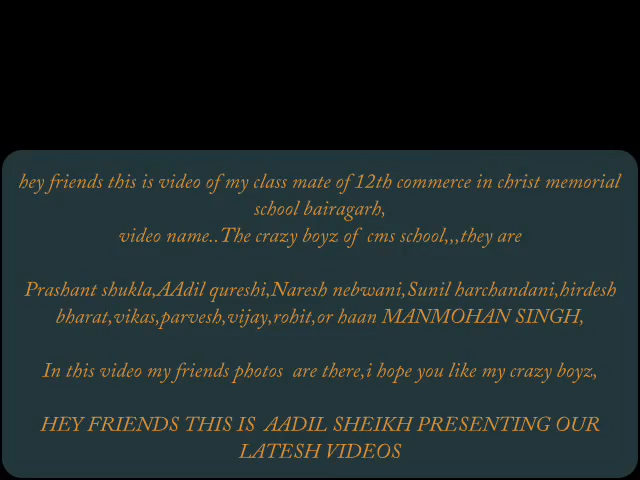 hey friends this is video of my class mate of 12th commerce in christ memorial
school bairagarh,
video name..The crazy boyz of cms school,,,they are
Prashant shukla,AAdil qureshi,Naresh nebwani,Sunil harchandani,hirdesh
bharat,vikas,parvesh,vijay,rohit,or haan MANMOHAN SINGH,
In this video my friends photos are there,i hope you like my crazy boyz,
HEY FRIENDS THIS IS AADIL SHEIKH PRESENTING OUR
LATESH VIDEOS